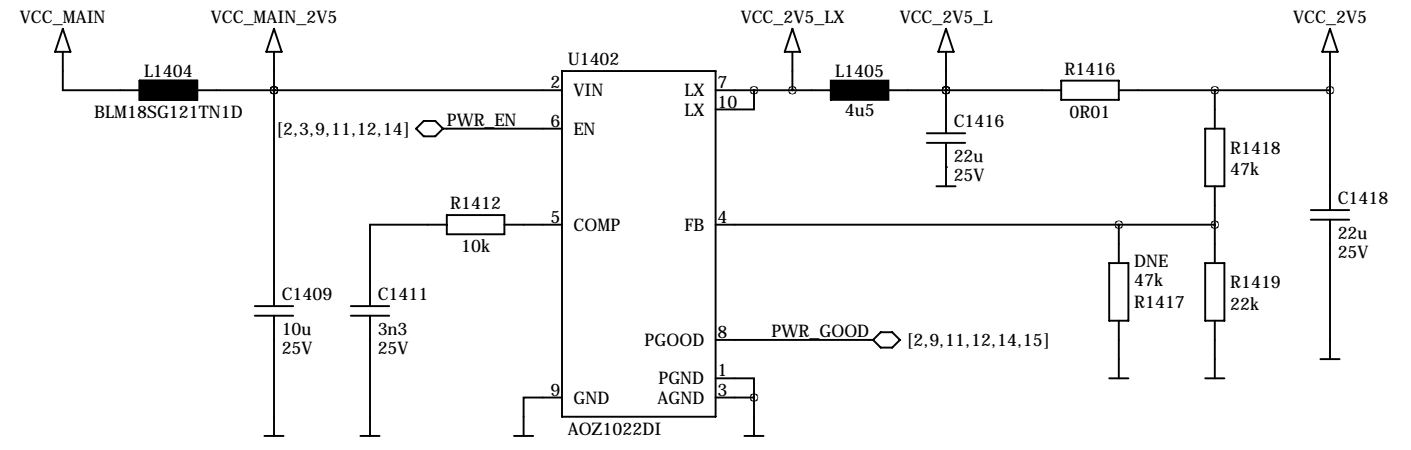 VCC_MAIN
VCC_MAIN_2V5
VCC_2V5_LX
VCC_2V5_L
VCC_2V5
L1404
BLM18SG121TN1D
U1402
2
VIN
LX
7
LX
10
L1405
4u5
R1416
0R01
[2,3,9,11,12,14]
PWR_EN
6
EN
C1416
22u
25V
R1418
47k
R1412
10k
5
COMP
FB
4
C1418
22u
25V
C1409
10u
25V
C1411
3n3
25V
DNE
47k
R1417
R1419
22k
PGOOD
8
PWR_GOOD
[2,9,11,12,14,15]
PGND
1
9
GND
AGND
3
AOZ1022DI